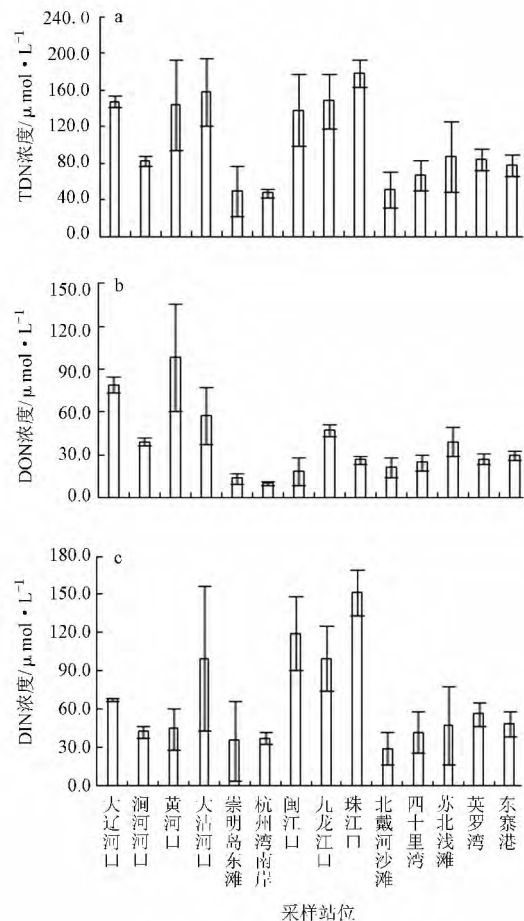 a
TDN浓度/μmol·L⁻¹
240.0
200.0
160.0
120.0
80.0
40.0
0.0
b
DON浓度/μmol·L⁻¹
150.0
120.0
90.0
60.0
30.0
0.0
c
DIN浓度/μmol·L⁻¹
180.0
150.0
120.0
90.0
60.0
30.0
0.0
大辽河口
涧河河口
黄河口
大沽河口
崇明岛东滩
杭州湾南岸
闽江口
九龙江口
珠江口
北戴河沙滩
四十里湾
苏北浅滩
英罗湾
东寨港
采样站位